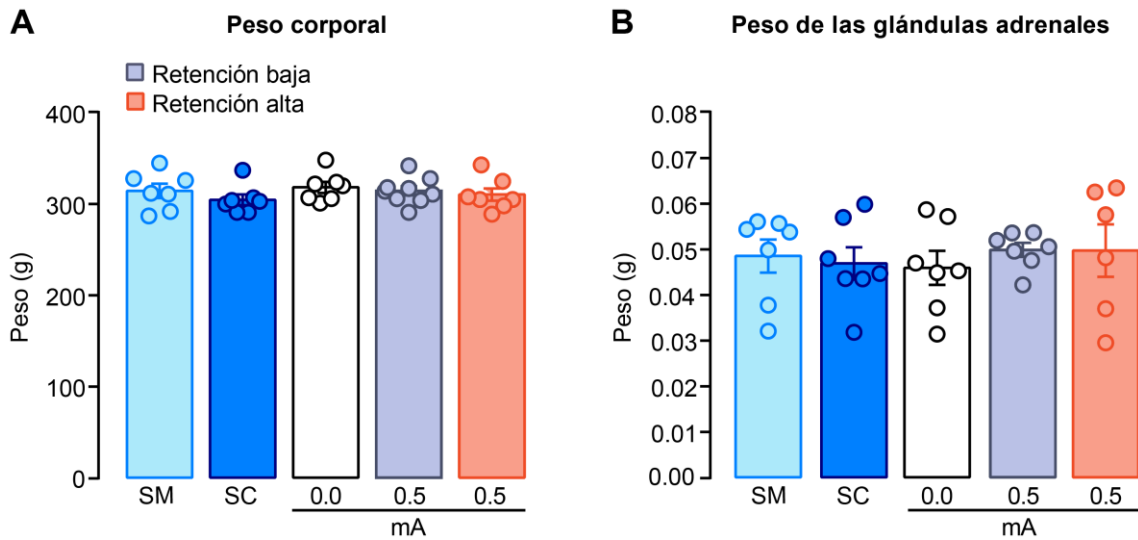 A
Peso corporal
Retención baja
Retención alta
Peso (g)
400
300
200
100
0
SM
SC
0.0
0.5
0.5
mA
B
Peso de las glándulas adrenales
Peso (g)
0.08
0.07
0.06
0.05
0.04
0.03
0.02
0.01
0.00
SM
SC
0.0
0.5
0.5
mA